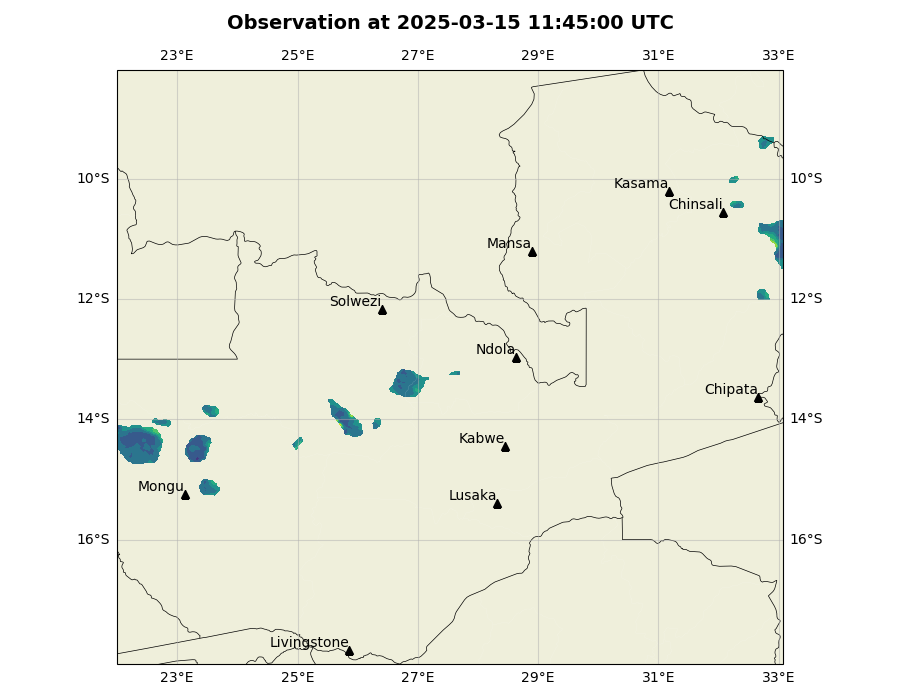 Observation at 2025-03-15 11:45:00 UTC
23°E 25°E 27°E 29°E 31°E 33°E
10°S 10°S
Kasama
Chinsali
Mansa
12°S 12°S
Solwezi
Ndola
Chipata
14°S 14°S
Kabwe
Mongu
Lusaka
16°S 16°S
Livingstone
23°E 25°E 27°E 29°E 31°E 33°E